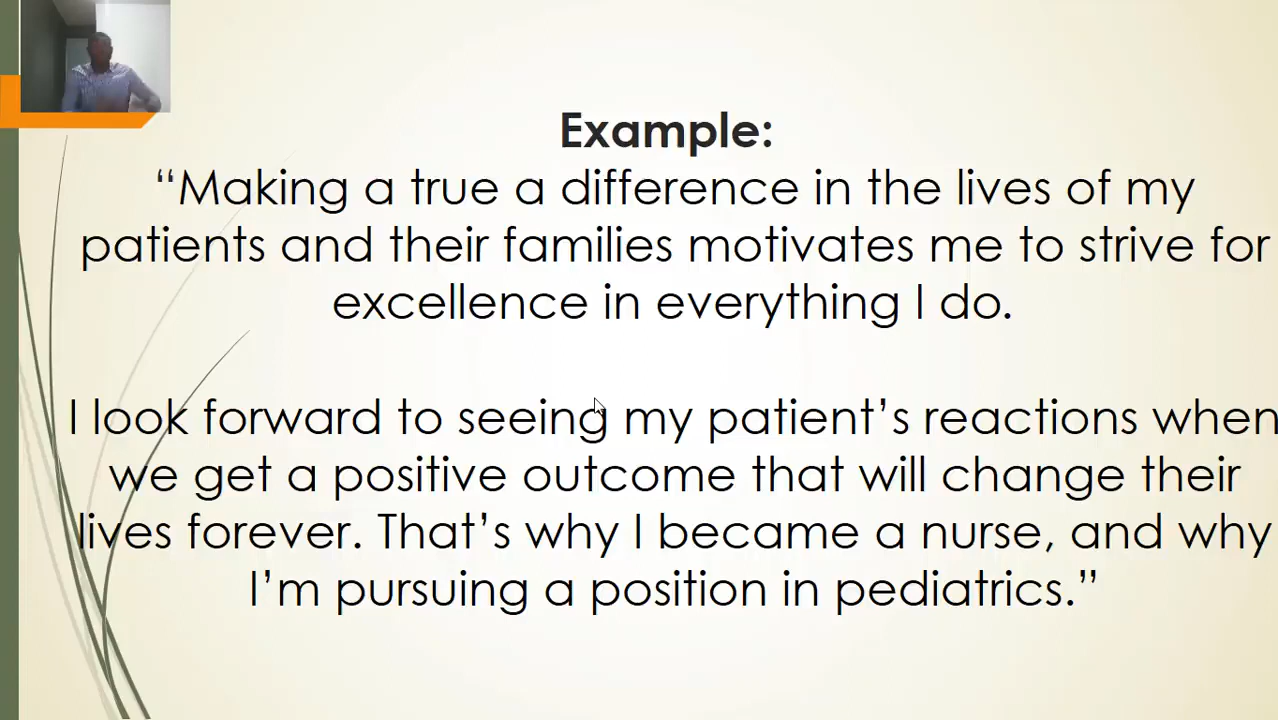 Example:
“Making a true a difference in the lives of my
patients and their families motivates me to strive for
excellence in everything I do.
I look forward to seeing my patient’s reactions when
we get a positive outcome that will change their
lives forever. That’s why I became a nurse, and why
I’m pursuing a position in pediatrics.”